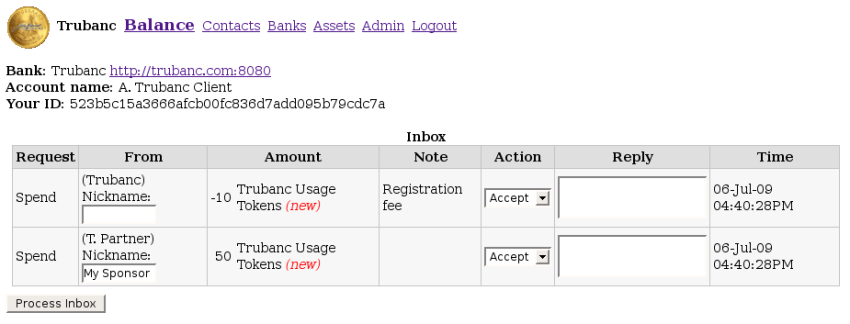 Trubanc Balance Contacts Banks Assets Admin Logout
Bank: Trubanc http://trubanc.com:8080
Account name: A. Trubanc Client
Your ID: 523b5c15a3666afcb00fc836d7add095b79cdc7a
Inbox
Request From Amount Note Action Reply Time
Spend (Trubanc) Nickname: -10 Trubanc Usage Tokens (new) Registration fee Accept 06-Jul-09 04:40:28PM
Spend (T. Partner) Nickname: My Sponsor 50 Trubanc Usage Tokens (new) Accept 06-Jul-09 04:40:28PM
Process Inbox